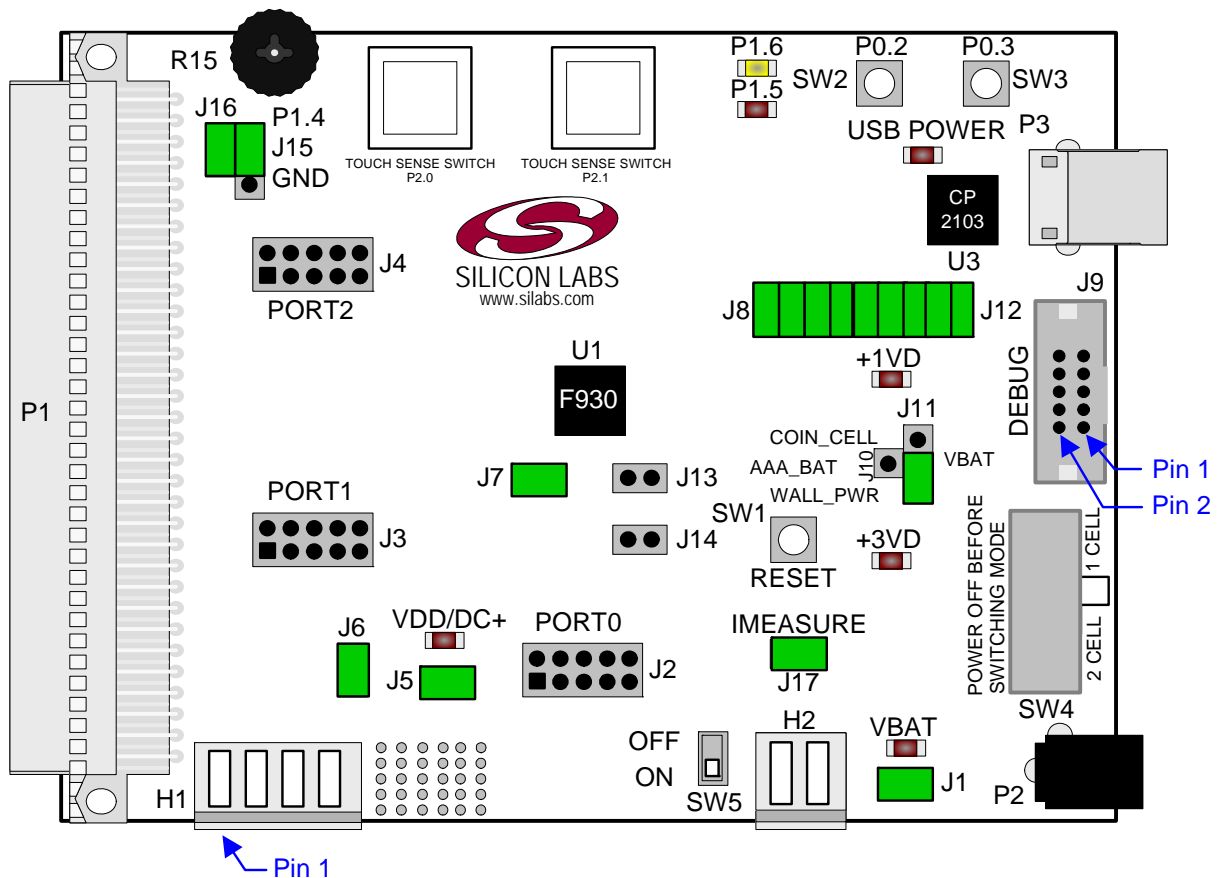 R15
P1.6
P0.2
P0.3
SW2
SW3
P1.5
J16
P1.4
J15
GND
TOUCH SENSE SWITCH
P2.0
TOUCH SENSE SWITCH
P2.1
USB POWER
P3
CP
2103
U3
J4
PORT2
SILICON LABS
www.silabs.com
J9
J8
J12
U1
F930
+1VD
DEBUG
P1
J11
COIN_CELL
J10
AAA_BAT
VBAT
WALL_PWR
Pin 1
Pin 2
J7
J13
PORT1
J3
J14
SW1
RESET
+3VD
POWER OFF BEFORE
SWITCHING MODE
2 CELL
1 CELL
SW4
J6
VDD/DC+
J5
PORT0
J2
IMEASURE
J17
H2
OFF
ON
SW5
VBAT
J1
P2
H1
Pin 1